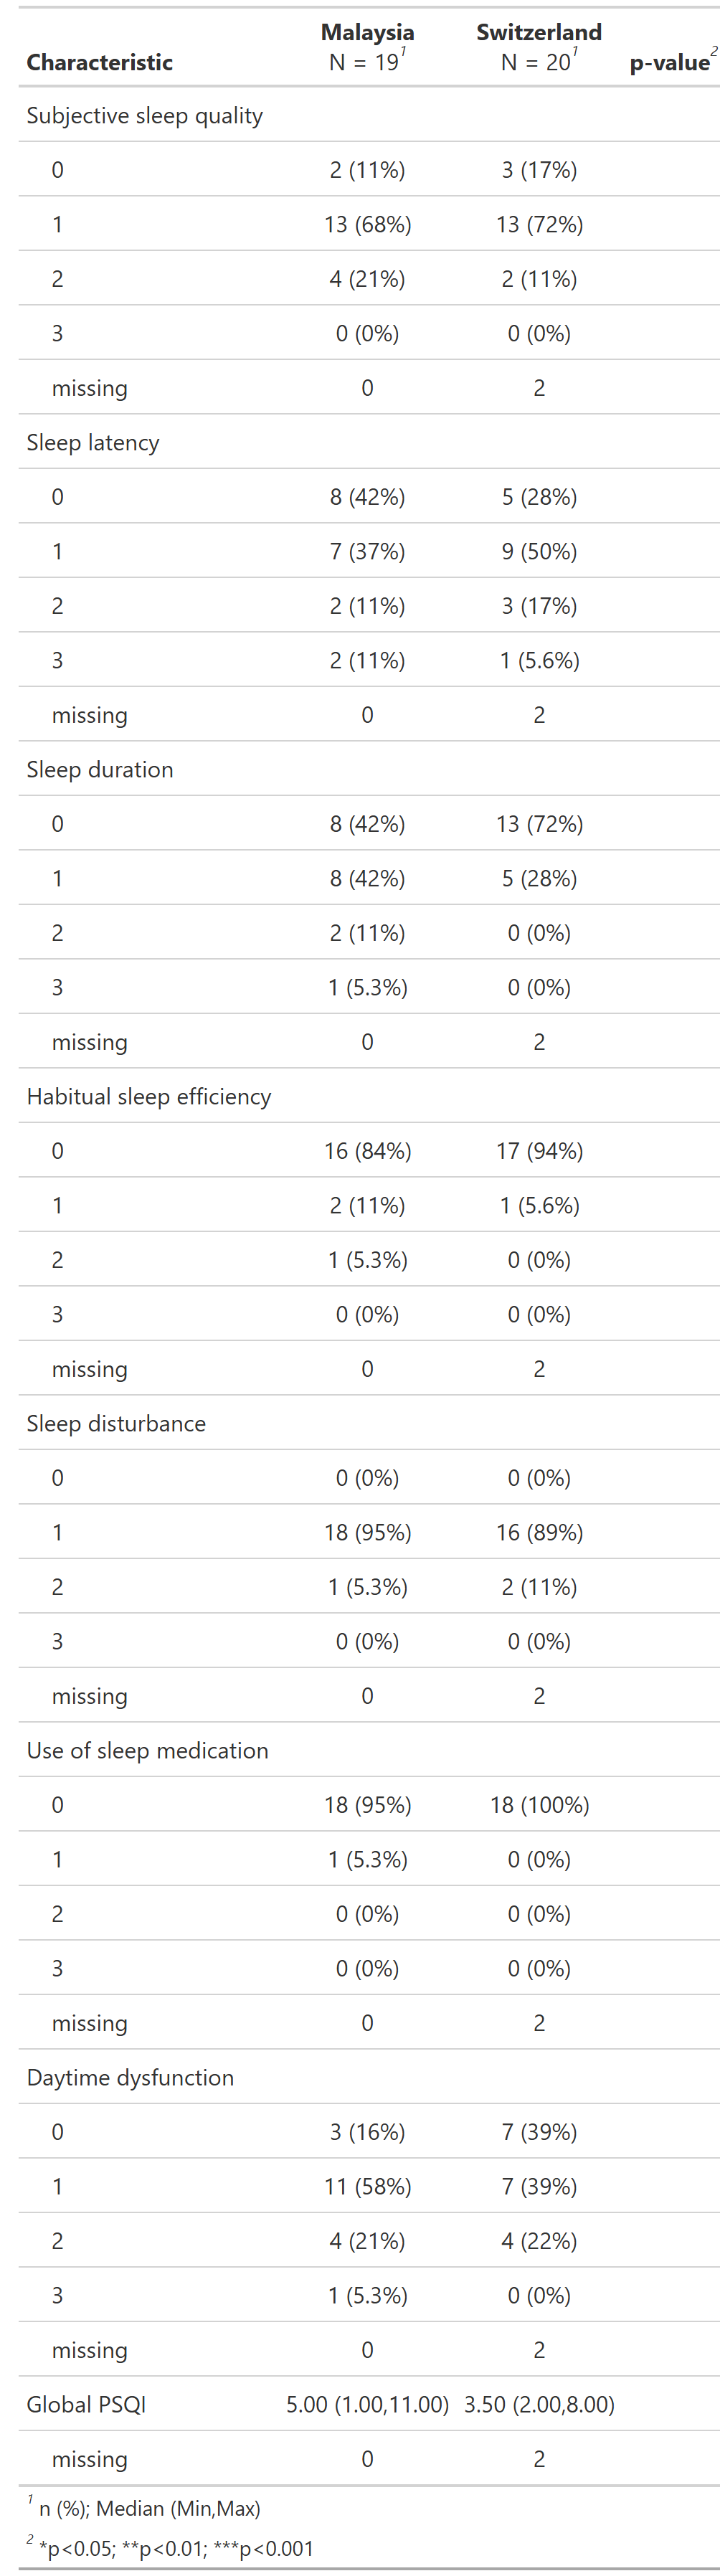 Characteristic Malaysia N = 19¹ Switzerland N = 20¹ p-value²
Subjective sleep quality
0 2 (11%) 3 (17%)
1 13 (68%) 13 (72%)
2 4 (21%) 2 (11%)
3 0 (0%) 0 (0%)
missing 0 2
Sleep latency
0 8 (42%) 5 (28%)
1 7 (37%) 9 (50%)
2 2 (11%) 3 (17%)
3 2 (11%) 1 (5.6%)
missing 0 2
Sleep duration
0 8 (42%) 13 (72%)
1 8 (42%) 5 (28%)
2 2 (11%) 0 (0%)
3 1 (5.3%) 0 (0%)
missing 0 2
Habitual sleep efficiency
0 16 (84%) 17 (94%)
1 2 (11%) 1 (5.6%)
2 1 (5.3%) 0 (0%)
3 0 (0%) 0 (0%)
missing 0 2
Sleep disturbance
0 0 (0%) 0 (0%)
1 18 (95%) 16 (89%)
2 1 (5.3%) 2 (11%)
3 0 (0%) 0 (0%)
missing 0 2
Use of sleep medication
0 18 (95%) 18 (100%)
1 1 (5.3%) 0 (0%)
2 0 (0%) 0 (0%)
3 0 (0%) 0 (0%)
missing 0 2
Daytime dysfunction
0 3 (16%) 7 (39%)
1 11 (58%) 7 (39%)
2 4 (21%) 4 (22%)
3 1 (5.3%) 0 (0%)
missing 0 2
Global PSQI 5.00 (1.00,11.00) 3.50 (2.00,8.00)
missing 0 2
¹ n (%); Median (Min,Max)
² *p<0.05; **p<0.01; ***p<0.001